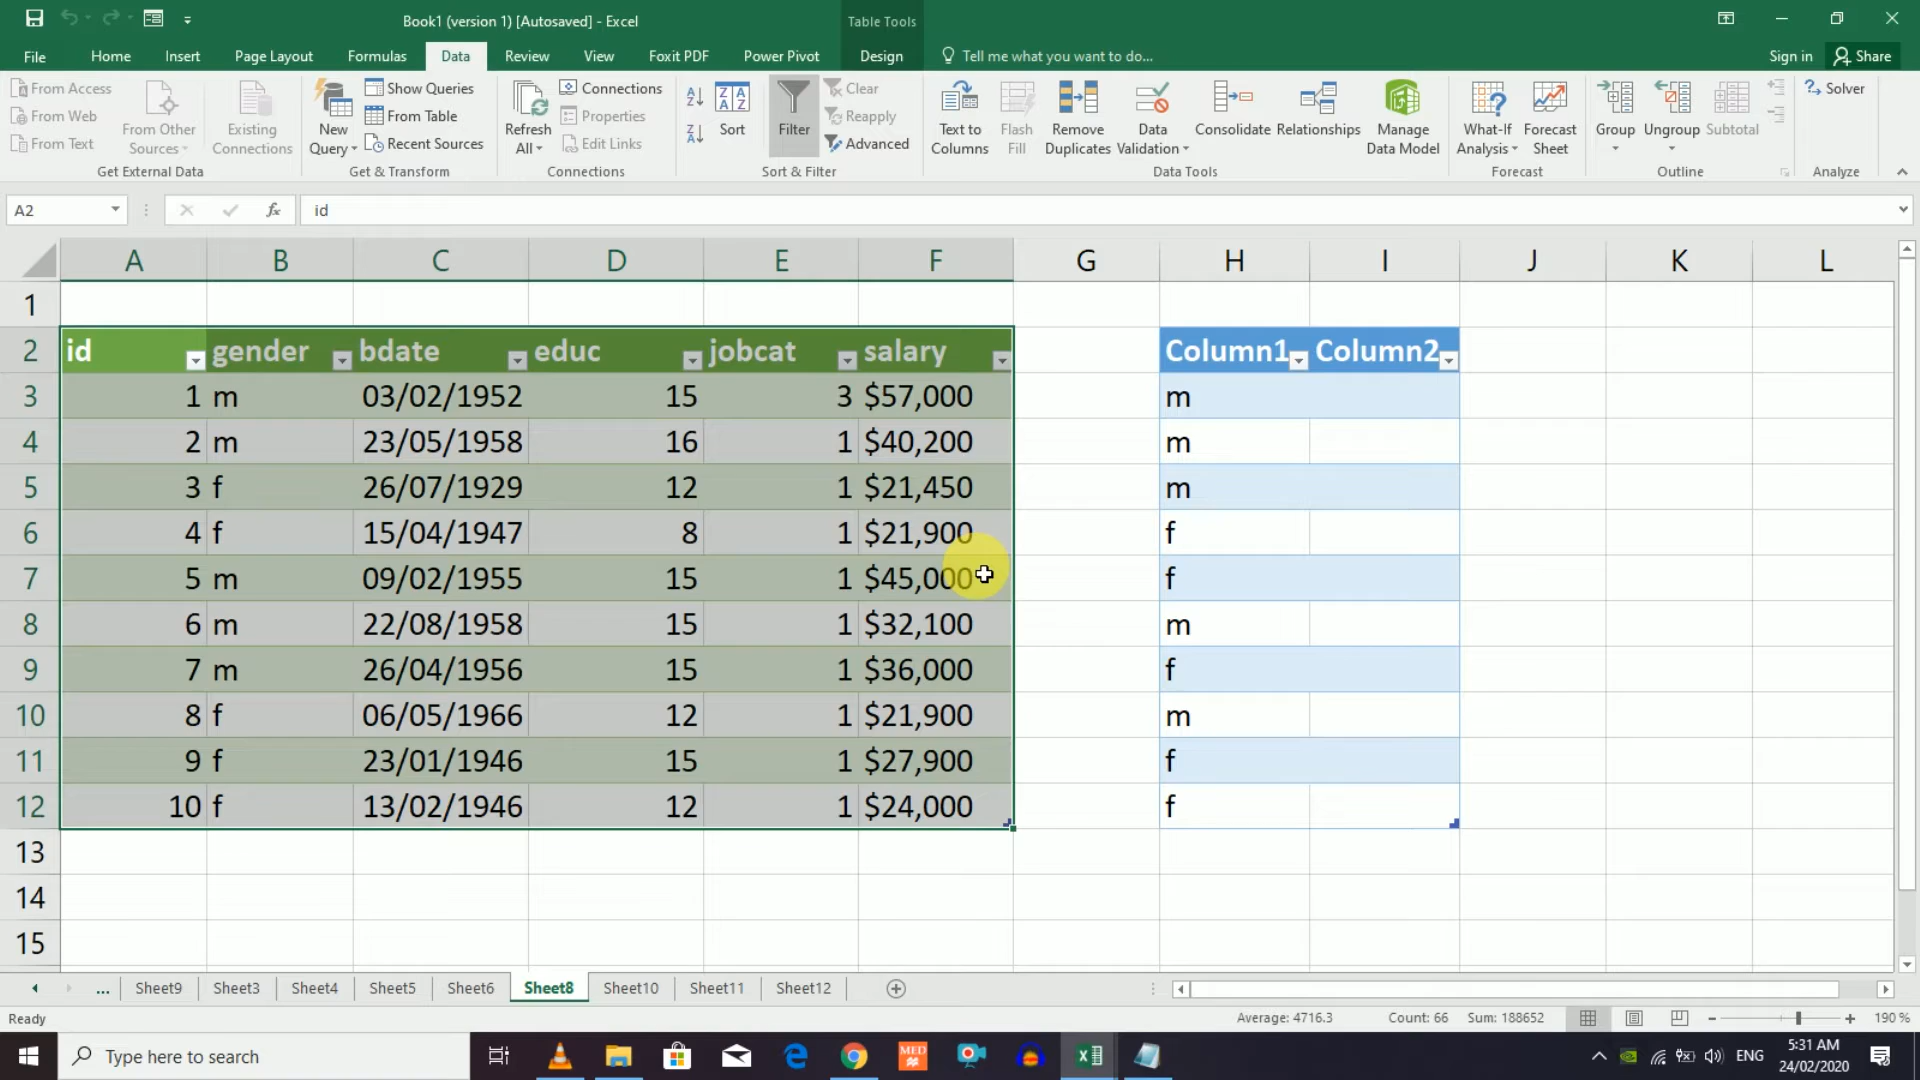 Book1 (version 1) [Autosaved] - Excel
Table Tools
File Home Insert Page Layout Formulas Data Review View Foxit PDF Power Pivot Design Tell me what you want to do... Sign in Share
From Access
From Web
From Text
From Other Sources
Existing Connections
Get External Data
New Query
Show Queries
From Table
Recent Sources
Get & Transform
Refresh All
Connections
Properties
Edit Links
Connections
Sort
Filter
Clear
Reapply
Advanced
Sort & Filter
Text to Columns
Flash Fill
Remove Duplicates
Data Validation
Consolidate
Relationships
Manage Data Model
Data Tools
What-If Analysis
Forecast Sheet
Forecast
Group
Ungroup
Subtotal
Outline
Solver
Analyze
A2 fx id
A B C D E F G H I J K L
1
2 id gender bdate educ jobcat salary Column1 Column2
3 1 m 03/02/1952 15 3 $57,000 m
4 2 m 23/05/1958 16 1 $40,200 m
5 3 f 26/07/1929 12 1 $21,450 m
6 4 f 15/04/1947 8 1 $21,900 f
7 5 m 09/02/1955 15 1 $45,000 f
8 6 m 22/08/1958 15 1 $32,100 m
9 7 m 26/04/1956 15 1 $36,000 f
10 8 f 06/05/1966 12 1 $21,900 m
11 9 f 23/01/1946 15 1 $27,900 f
12 10 f 13/02/1946 12 1 $24,000 f
13
14
15
... Sheet9 Sheet3 Sheet4 Sheet5 Sheet6 Sheet8 Sheet10 Sheet11 Sheet12
Ready Average: 4716.3 Count: 66 Sum: 188652 190 %
Type here to search MED ENG 5:31 AM
24/02/2020